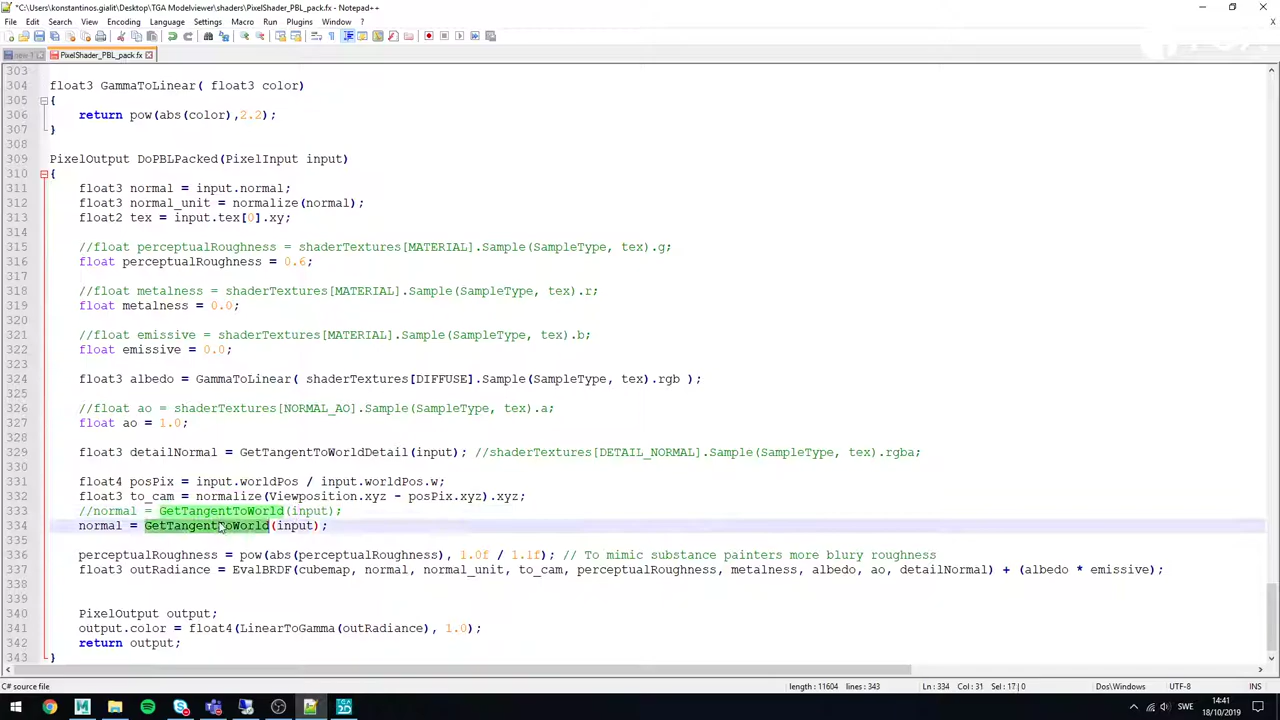 *C:\Users\konstantinos.gialit\Desktop\TGA Modelviewer\shaders\PixelShader_PBL_pack.fx - Notepad++
File Edit Search View Encoding Language Settings Tools Macro Run Plugins Window ?
new 1 PixelShader_PBL_pack.fx
303
304 float3 GammaToLinear( float3 color)
305 {
306 return pow(abs(color),2.2);
307 }
308
309 PixelOutput DoPBLPacked(PixelInput input)
310 {
311 float3 normal = input.normal;
312 float3 normal_unit = normalize(normal);
313 float2 tex = input.tex[0].xy;
314
315 //float perceptualRoughness = shaderTextures[MATERIAL].Sample(SampleType, tex).g;
316 float perceptualRoughness = 0.6;
317
318 //float metalness = shaderTextures[MATERIAL].Sample(SampleType, tex).r;
319 float metalness = 0.0;
320
321 //float emissive = shaderTextures[MATERIAL].Sample(SampleType, tex).b;
322 float emissive = 0.0;
323
324 float3 albedo = GammaToLinear( shaderTextures[DIFFUSE].Sample(SampleType, tex).rgb );
325
326 //float ao = shaderTextures[NORMAL_AO].Sample(SampleType, tex).a;
327 float ao = 1.0;
328
329 float3 detailNormal = GetTangentToWorldDetail(input); //shaderTextures[DETAIL_NORMAL].Sample(SampleType, tex).rgba;
330
331 float4 posPix = input.worldPos / input.worldPos.w;
332 float3 to_cam = normalize(Viewposition.xyz - posPix.xyz).xyz;
333 //normal = GetTangentToWorld(input);
334 normal = GetTangentToWorld(input);
335
336 perceptualRoughness = pow(abs(perceptualRoughness), 1.0f / 1.1f); // To mimic substance painters more blury roughness
337 float3 outRadiance = EvalBRDF(cubemap, normal, normal_unit, to_cam, perceptualRoughness, metalness, albedo, ao, detailNormal) + (albedo * emissive);
338
339
340 PixelOutput output;
341 output.color = float4(LinearToGamma(outRadiance), 1.0);
342 return output;
343 }
C# source file length : 11604 lines : 343 Ln : 334 Col : 31 Sel : 17 | 0 Dos\Windows UTF-8 INS
SWE 14:41
18/10/2019